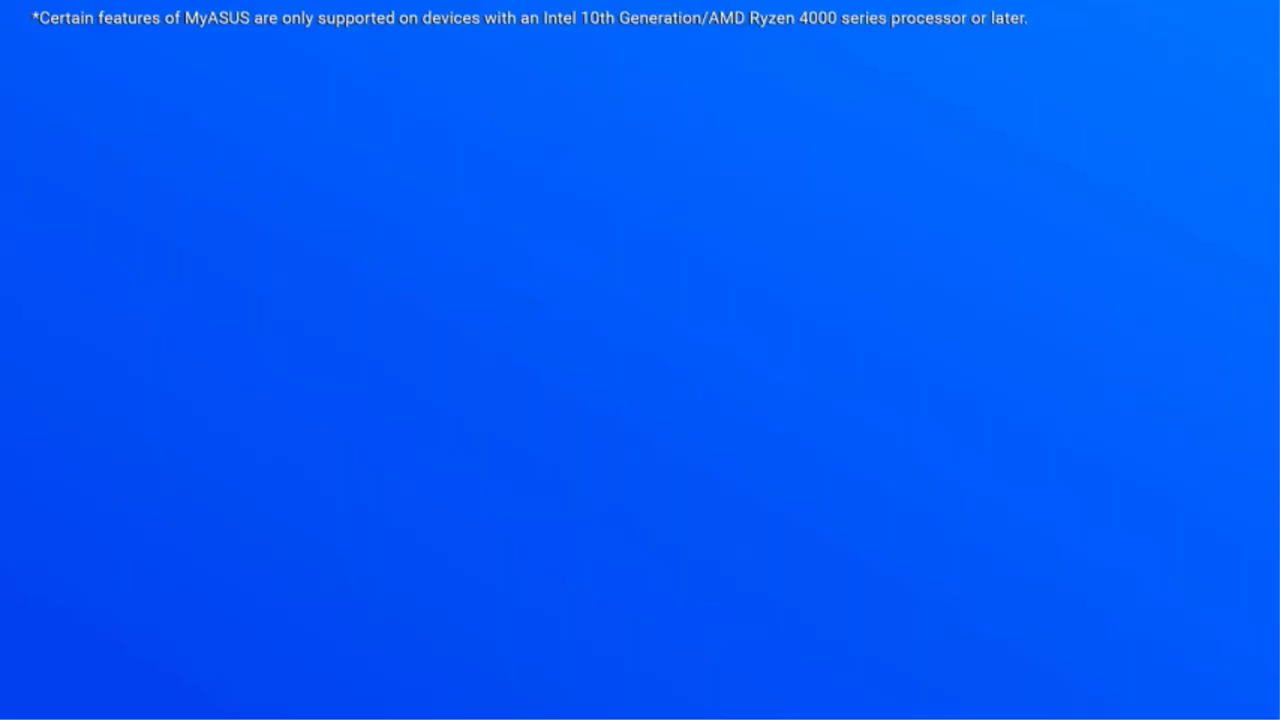 *Certain features of MyASUS are only supported on devices with an Intel 10th Generation/AMD Ryzen 4000 series processor or later.